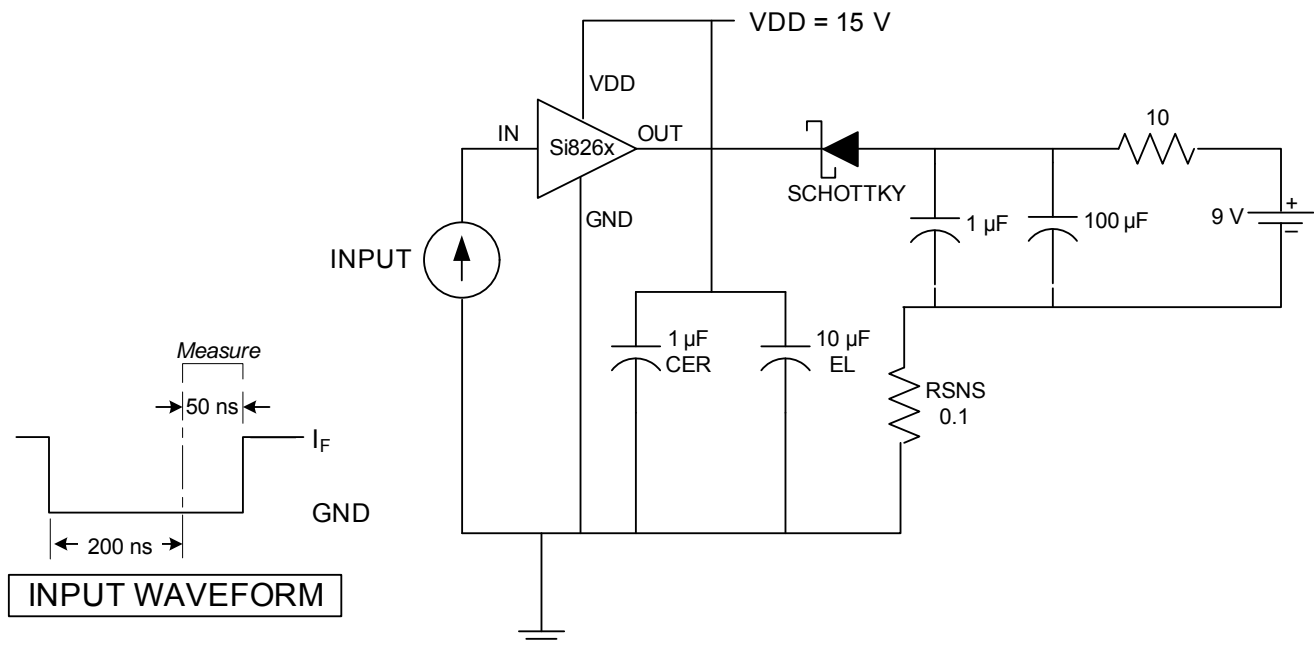 VDD = 15 V
VDD
10
IN
Si826x
OUT
SCHOTTKY
1 µF
100 µF
9 V
+
–
GND
INPUT
1 µF
CER
10 µF
EL
RSNS
0.1
Measure
50 ns
IF
GND
200 ns
INPUT WAVEFORM